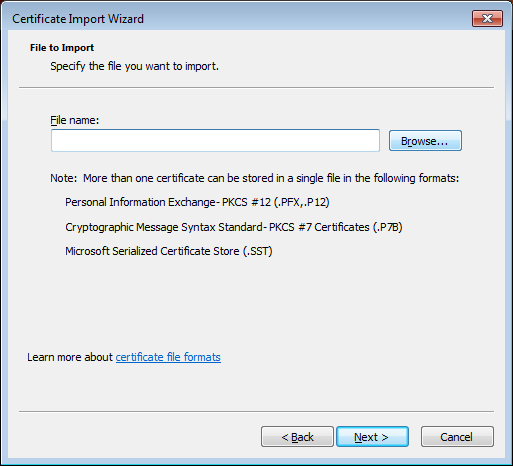 Certificate Import Wizard
File to Import
Specify the file you want to import.
File name:
Browse...
Note: More than one certificate can be stored in a single file in the following formats:
Personal Information Exchange- PKCS #12 (.PFX,.P12)
Cryptographic Message Syntax Standard- PKCS #7 Certificates (.P7B)
Microsoft Serialized Certificate Store (.SST)
Learn more about certificate file formats
< Back Next > Cancel